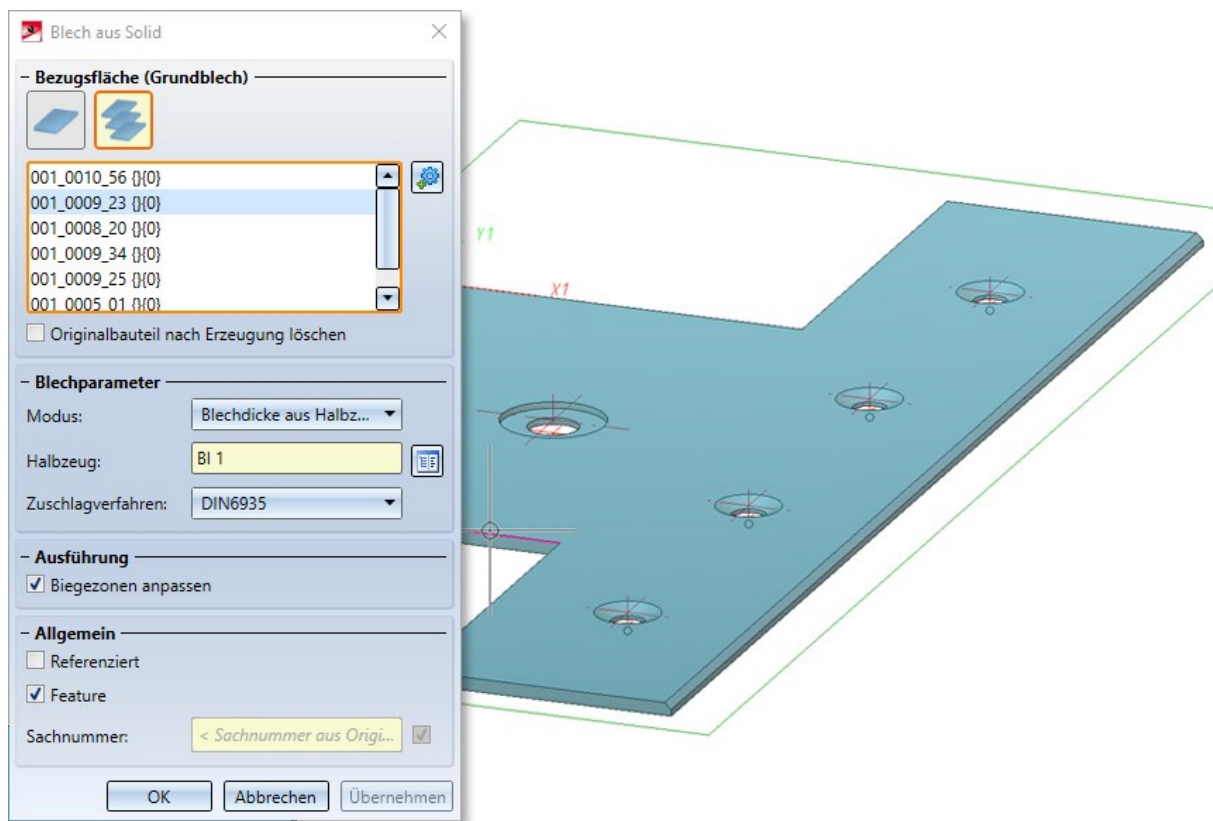 Blech aus Solid
Bezugsfläche (Grundblech)
001_0010_56 {}{0}
001_0009_23 {}{0}
001_0008_20 {}{0}
001_0009_34 {}{0}
001_0009_25 {}{0}
001_0005_01 {}{0}
Originalbauteil nach Erzeugung löschen
Blechparameter
Modus: Blechdicke aus Halbz...
Halbzeug: Bl 1
Zuschlagverfahren: DIN6935
Ausführung
Biegezonen anpassen
Allgemein
Referenziert
Feature
Sachnummer: < Sachnummer aus Origi...
OK Abbrechen Übernehmen
Y1
X1